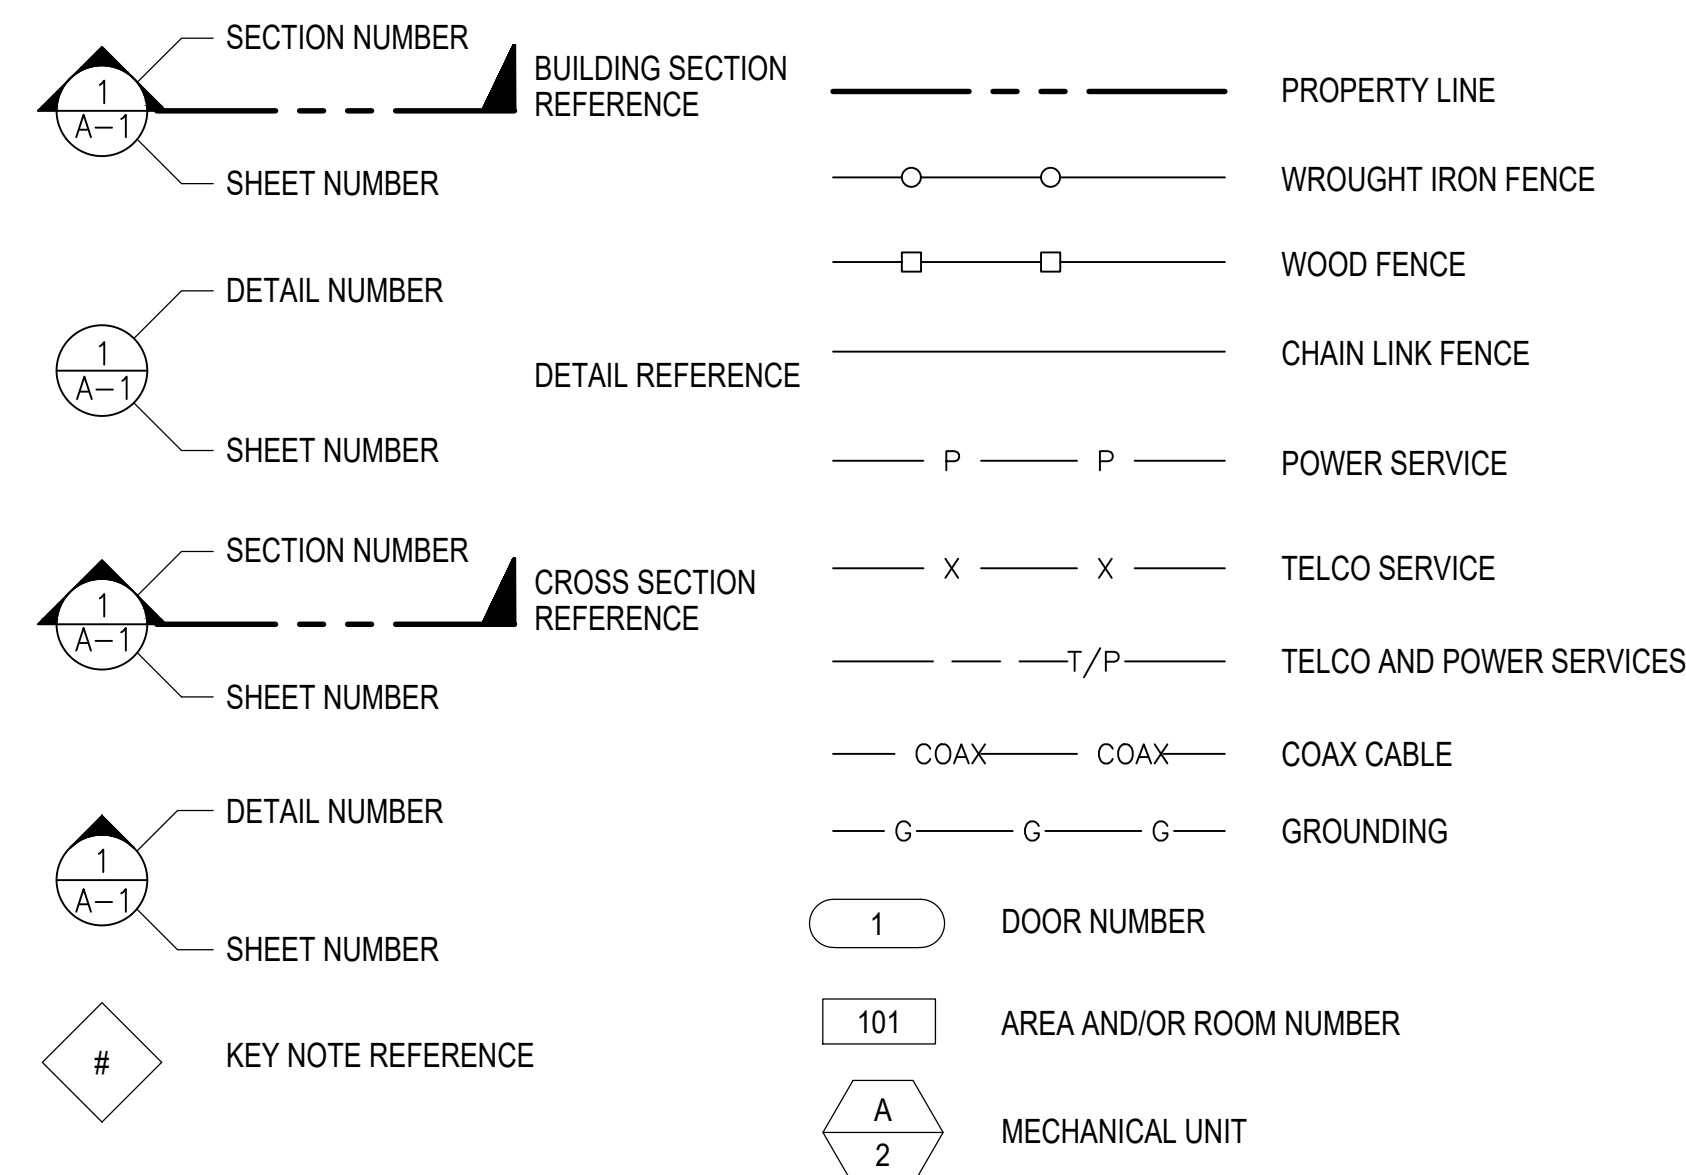 SECTION NUMBER
1
A-1
BUILDING SECTION
REFERENCE
SHEET NUMBER
DETAIL NUMBER
1
A-1
DETAIL REFERENCE
SHEET NUMBER
SECTION NUMBER
1
A-1
CROSS SECTION
REFERENCE
SHEET NUMBER
DETAIL NUMBER
1
A-1
SHEET NUMBER
#
KEY NOTE REFERENCE
PROPERTY LINE
WROUGHT IRON FENCE
WOOD FENCE
CHAIN LINK FENCE
P P POWER SERVICE
X X TELCO SERVICE
T/P TELCO AND POWER SERVICES
COAX COAX COAX CABLE
G G G GROUNDING
1 DOOR NUMBER
101 AREA AND/OR ROOM NUMBER
A
2
MECHANICAL UNIT